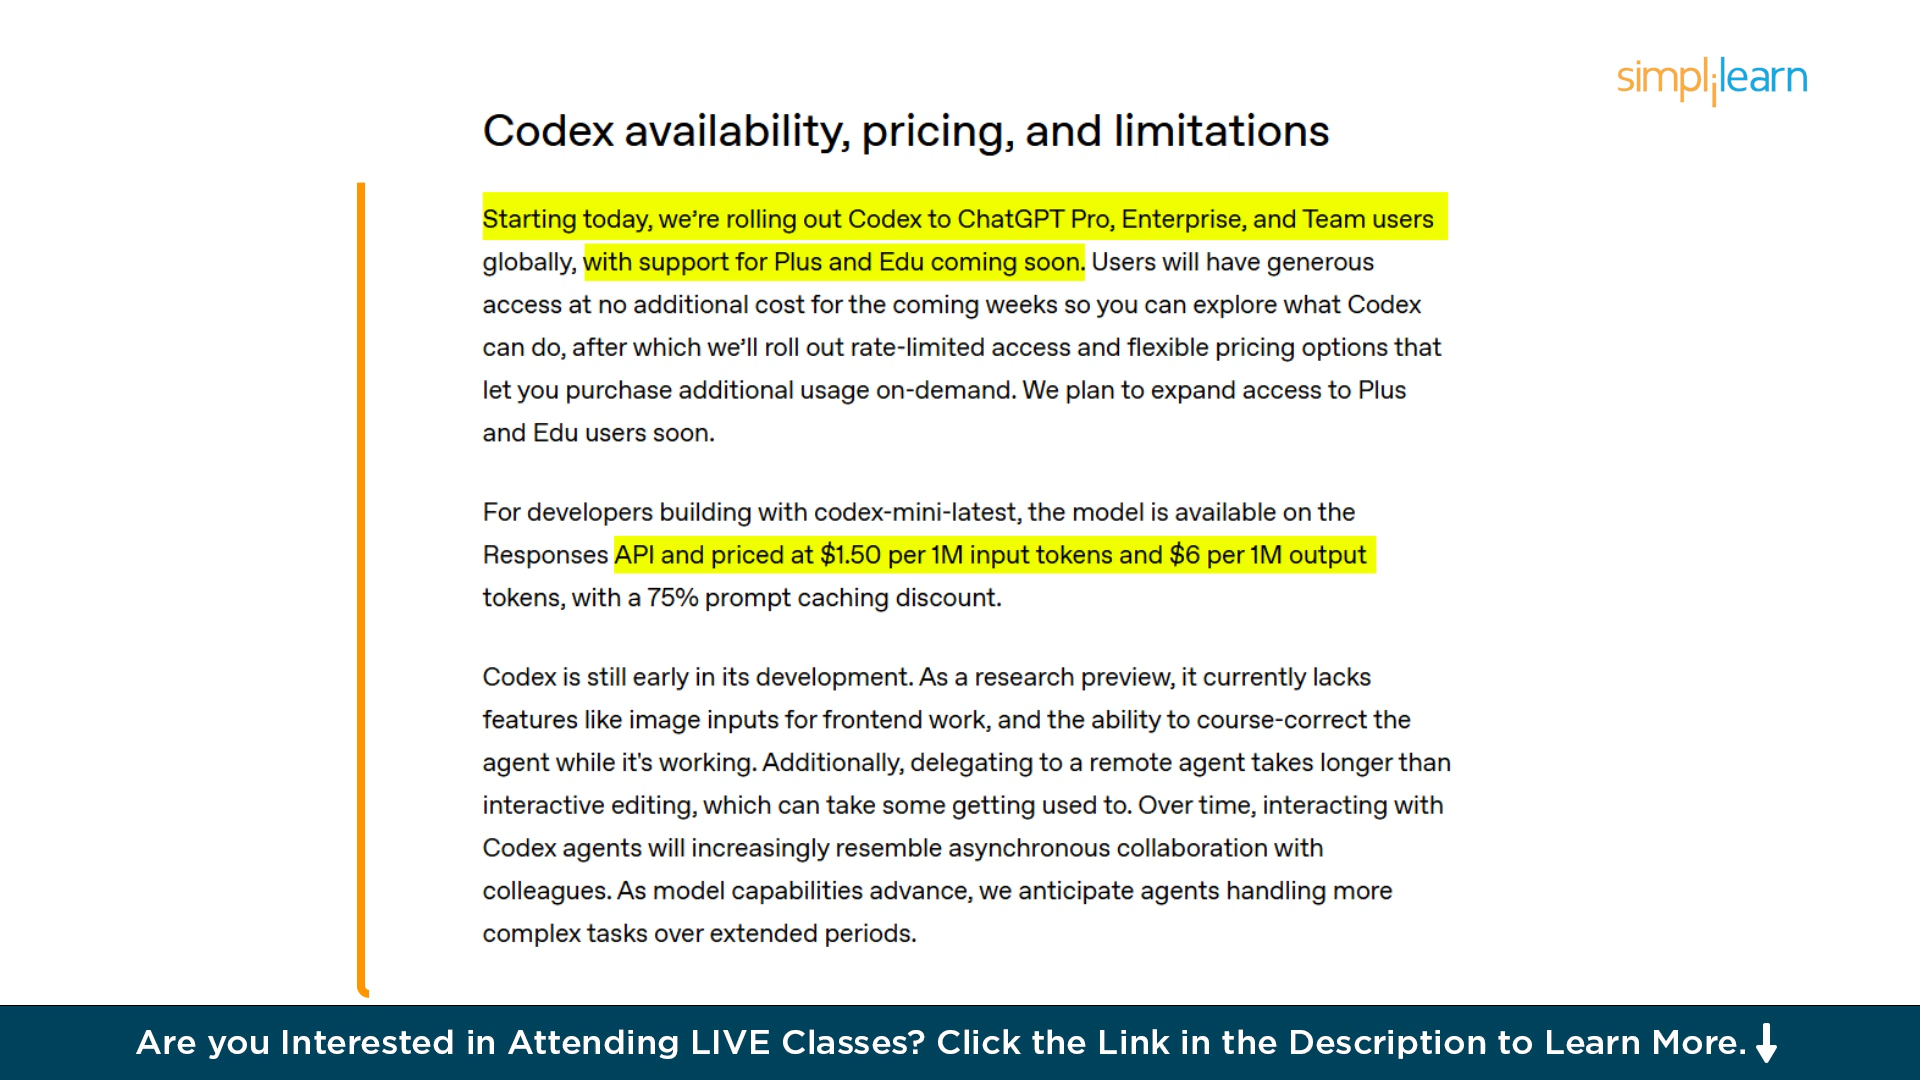 simplilearn
Codex availability, pricing, and limitations
Starting today, we’re rolling out Codex to ChatGPT Pro, Enterprise, and Team users
globally, with support for Plus and Edu coming soon. Users will have generous
access at no additional cost for the coming weeks so you can explore what Codex
can do, after which we’ll roll out rate-limited access and flexible pricing options that
let you purchase additional usage on-demand. We plan to expand access to Plus
and Edu users soon.
For developers building with codex-mini-latest, the model is available on the
Responses API and priced at $1.50 per 1M input tokens and $6 per 1M output
tokens, with a 75% prompt caching discount.
Codex is still early in its development. As a research preview, it currently lacks
features like image inputs for frontend work, and the ability to course-correct the
agent while it's working. Additionally, delegating to a remote agent takes longer than
interactive editing, which can take some getting used to. Over time, interacting with
Codex agents will increasingly resemble asynchronous collaboration with
colleagues. As model capabilities advance, we anticipate agents handling more
complex tasks over extended periods.
Are you Interested in Attending LIVE Classes? Click the Link in the Description to Learn More.